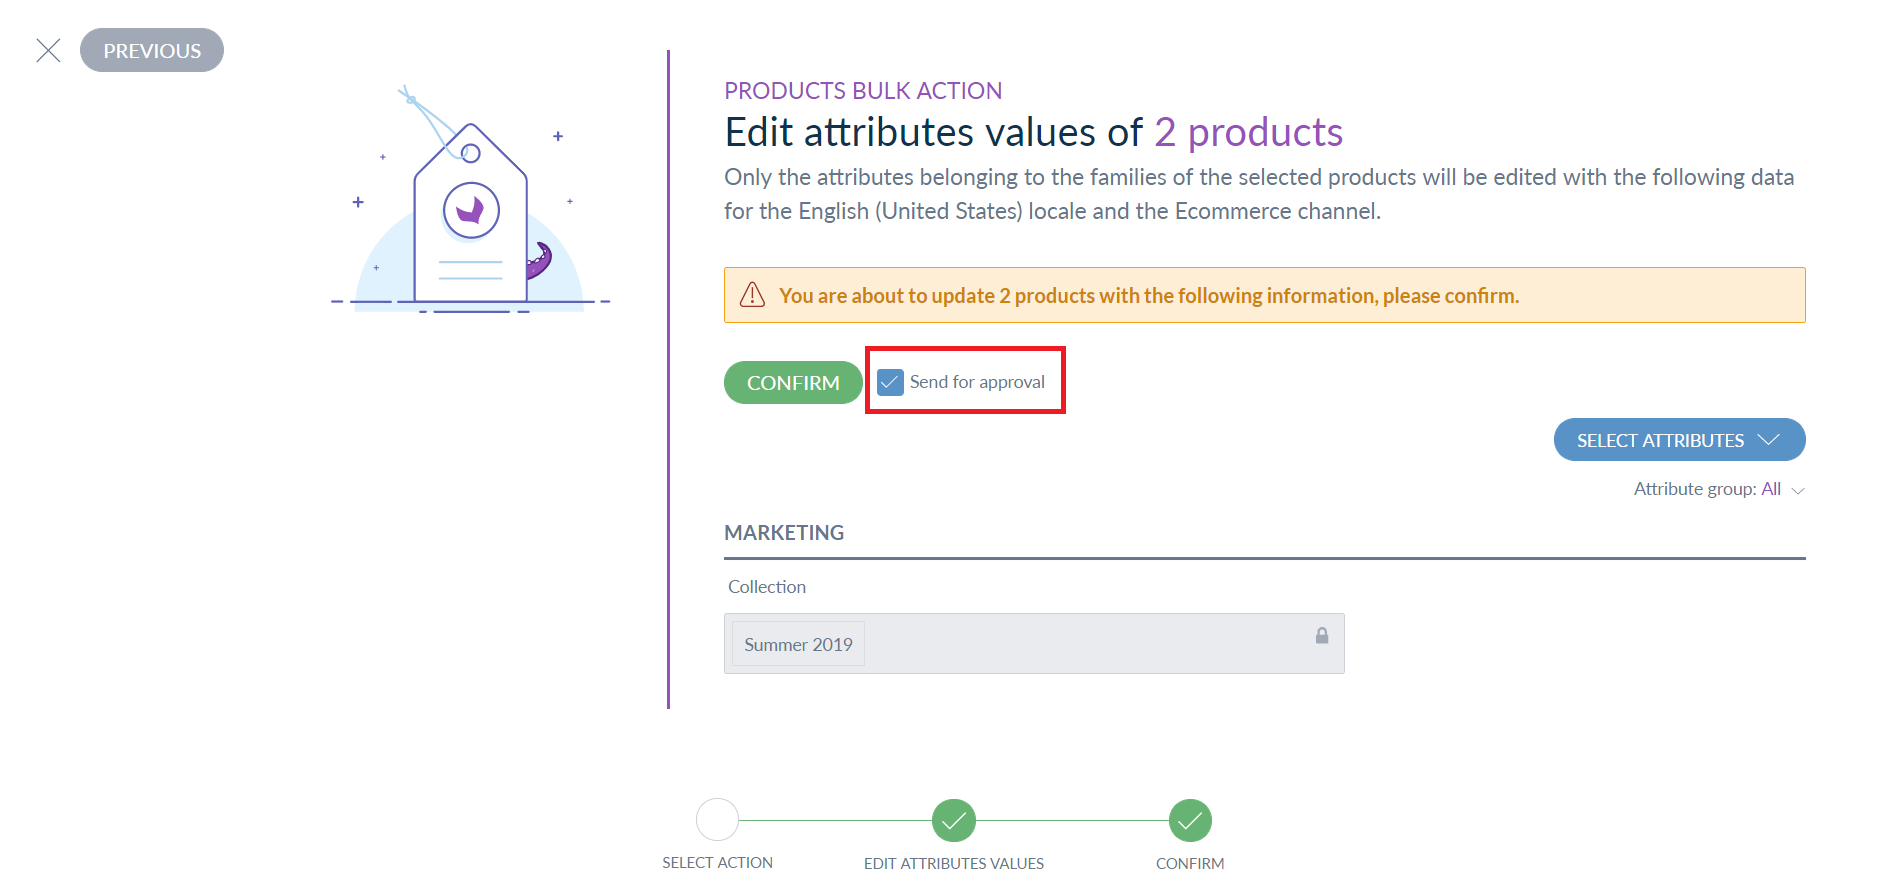 PREVIOUS
PRODUCTS BULK ACTION
Edit attributes values of 2 products
Only the attributes belonging to the families of the selected products will be edited with the following data
for the English (United States) locale and the Ecommerce channel.
You are about to update 2 products with the following information, please confirm.
CONFIRM Send for approval
SELECT ATTRIBUTES
Attribute group: All
MARKETING
Collection
Summer 2019
SELECT ACTION EDIT ATTRIBUTES VALUES CONFIRM